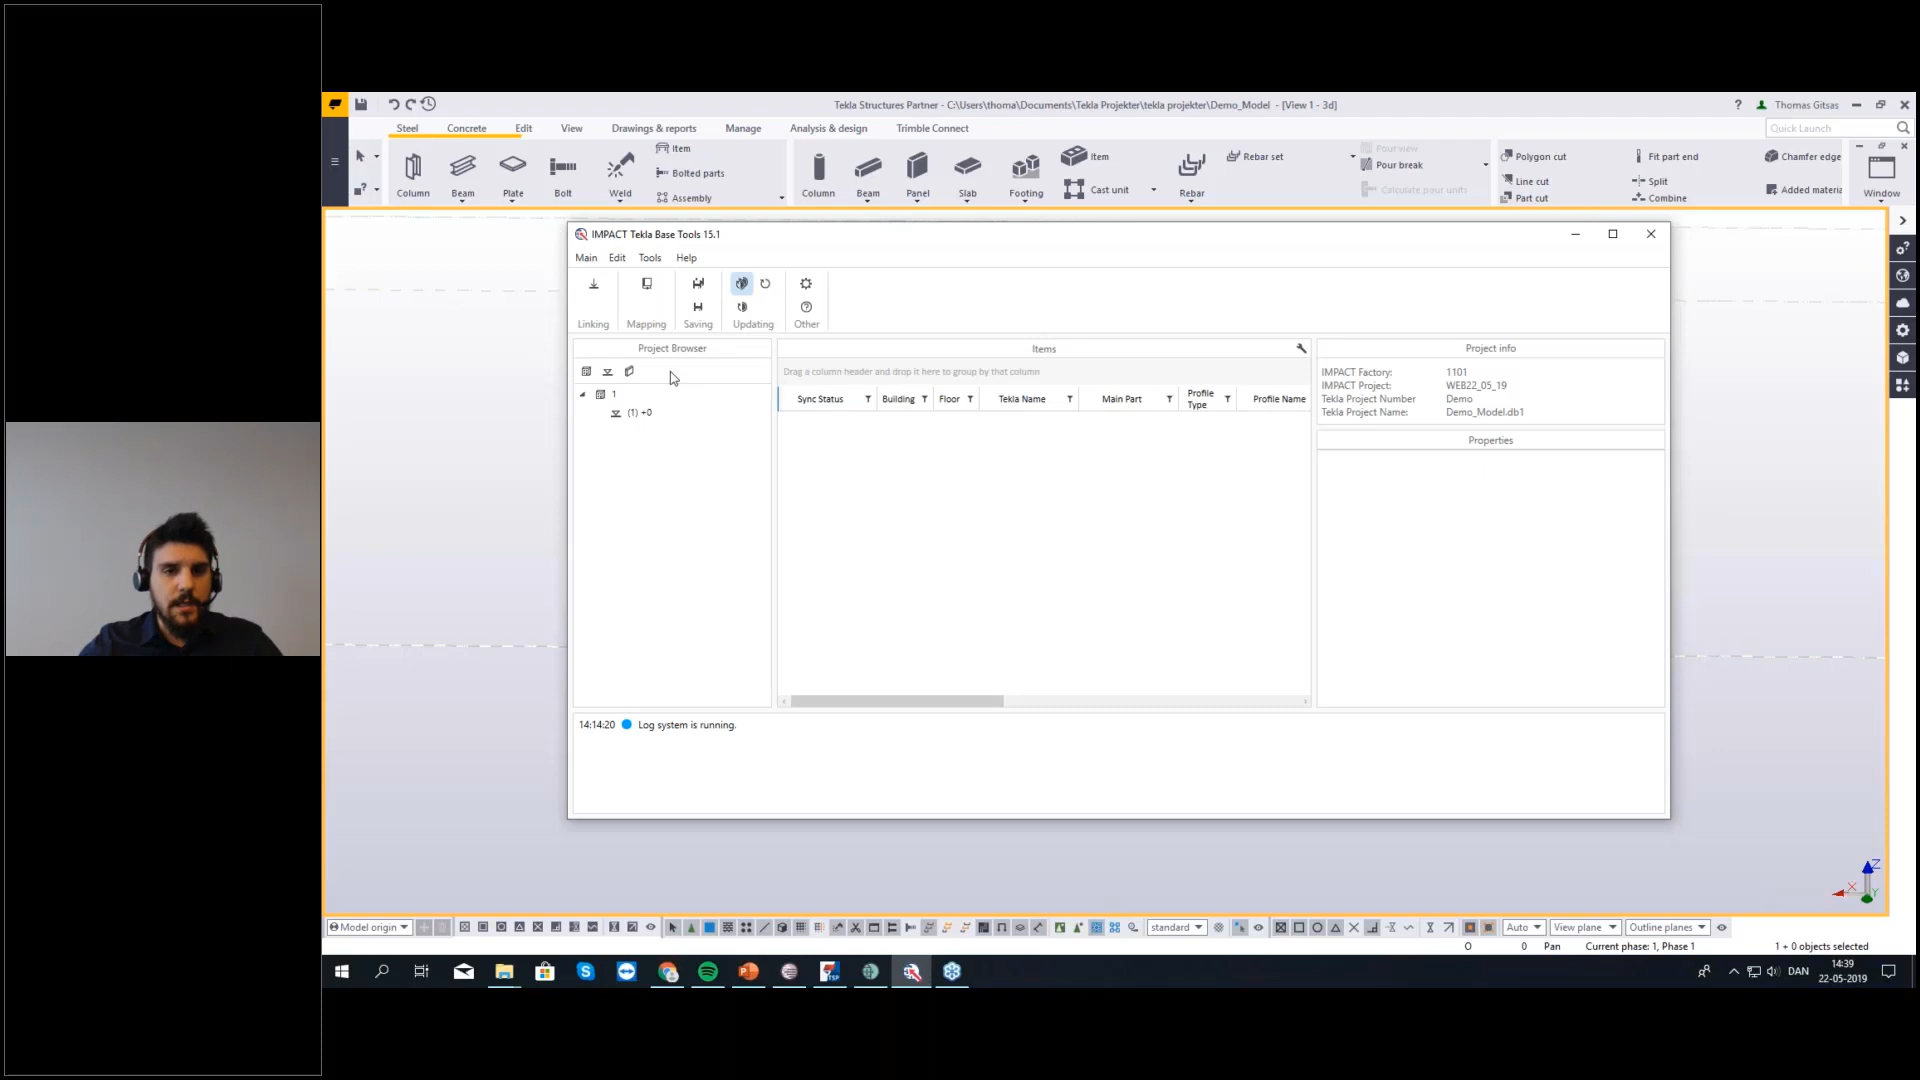 Tekla Structures Partner - C:\Users\thoma\Documents\Tekla Projekter\tekla projekter\Demo_Model - [View 1 - 3d]
? Thomas Gitsas
Steel Concrete Edit View Drawings & reports Manage Analysis & design Trimble Connect
Quick Launch
Column Beam Plate Bolt Weld
Item
Bolted parts
Assembly
Column Beam Panel Slab Footing
Item
Cast unit
Rebar
Rebar set
Pour view
Pour break
Calculate pour units
Polygon cut
Line cut
Part cut
Fit part end
Split
Combine
Chamfer edge
Added materia
Window
IMPACT Tekla Base Tools 15.1
Main Edit Tools Help
Linking Mapping Saving Updating Other
Project Browser
1
(1) +0
Items
Drag a column header and drop it here to group by that column
Sync Status Building Floor Tekla Name Main Part Profile Type Profile Name
Project info
IMPACT Factory: 1101
IMPACT Project: WEB22_05_19
Tekla Project Number Demo
Tekla Project Name: Demo_Model.db1
Properties
14:14:20 Log system is running.
Z
X
Y
Model origin standard Auto View plane Outline planes
O 0 Pan Current phase: 1, Phase 1 1 + 0 objects selected
DAN
14:39
22-05-2019